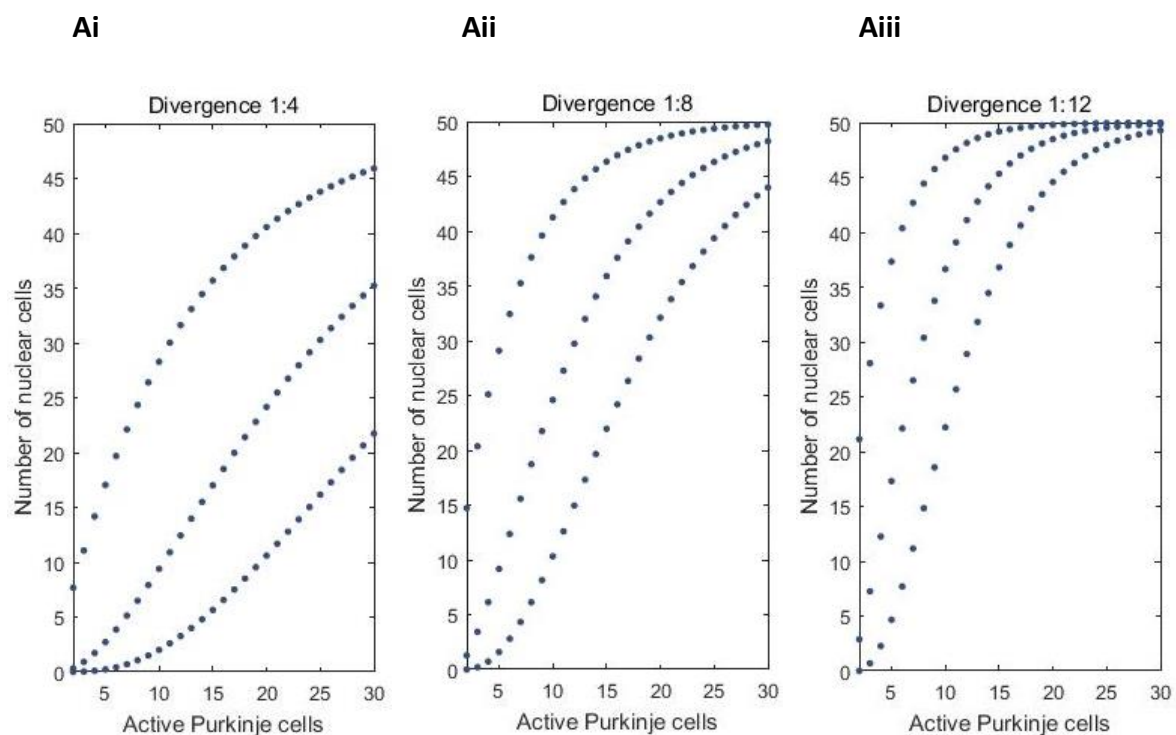 Ai
Aii
Aiii
Divergence 1:4
Divergence 1:8
Divergence 1:12
Number of nuclear cells
50
45
40
35
30
25
20
15
10
5
0
5 10 15 20 25 30
Active Purkinje cells
Number of nuclear cells
50
45
40
35
30
25
20
15
10
5
0
5 10 15 20 25 30
Active Purkinje cells
Number of nuclear cells
50
45
40
35
30
25
20
15
10
5
0
5 10 15 20 25 30
Active Purkinje cells